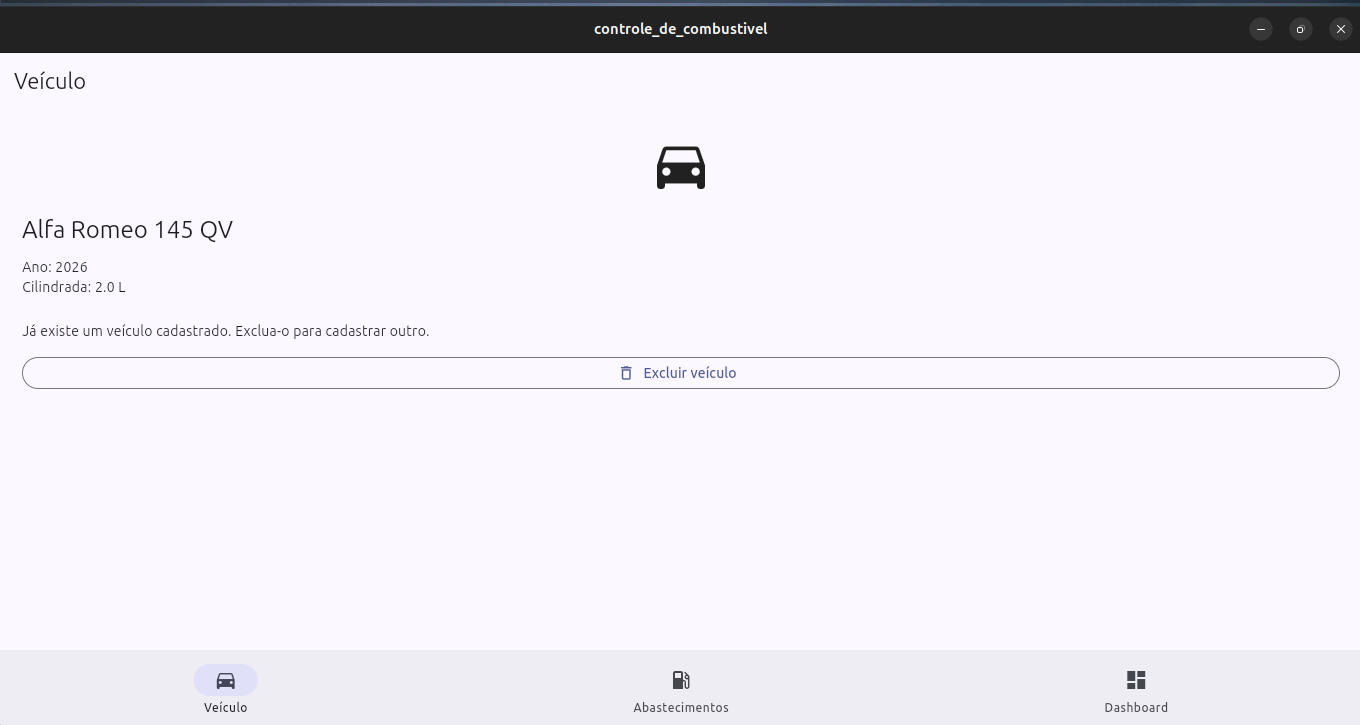 controle_de_combustivel
Veículo
Alfa Romeo 145 QV
Ano: 2026
Cilindrada: 2.0 L
Já existe um veículo cadastrado. Exclua-o para cadastrar outro.
Excluir veículo
Veículo
Abastecimentos
Dashboard